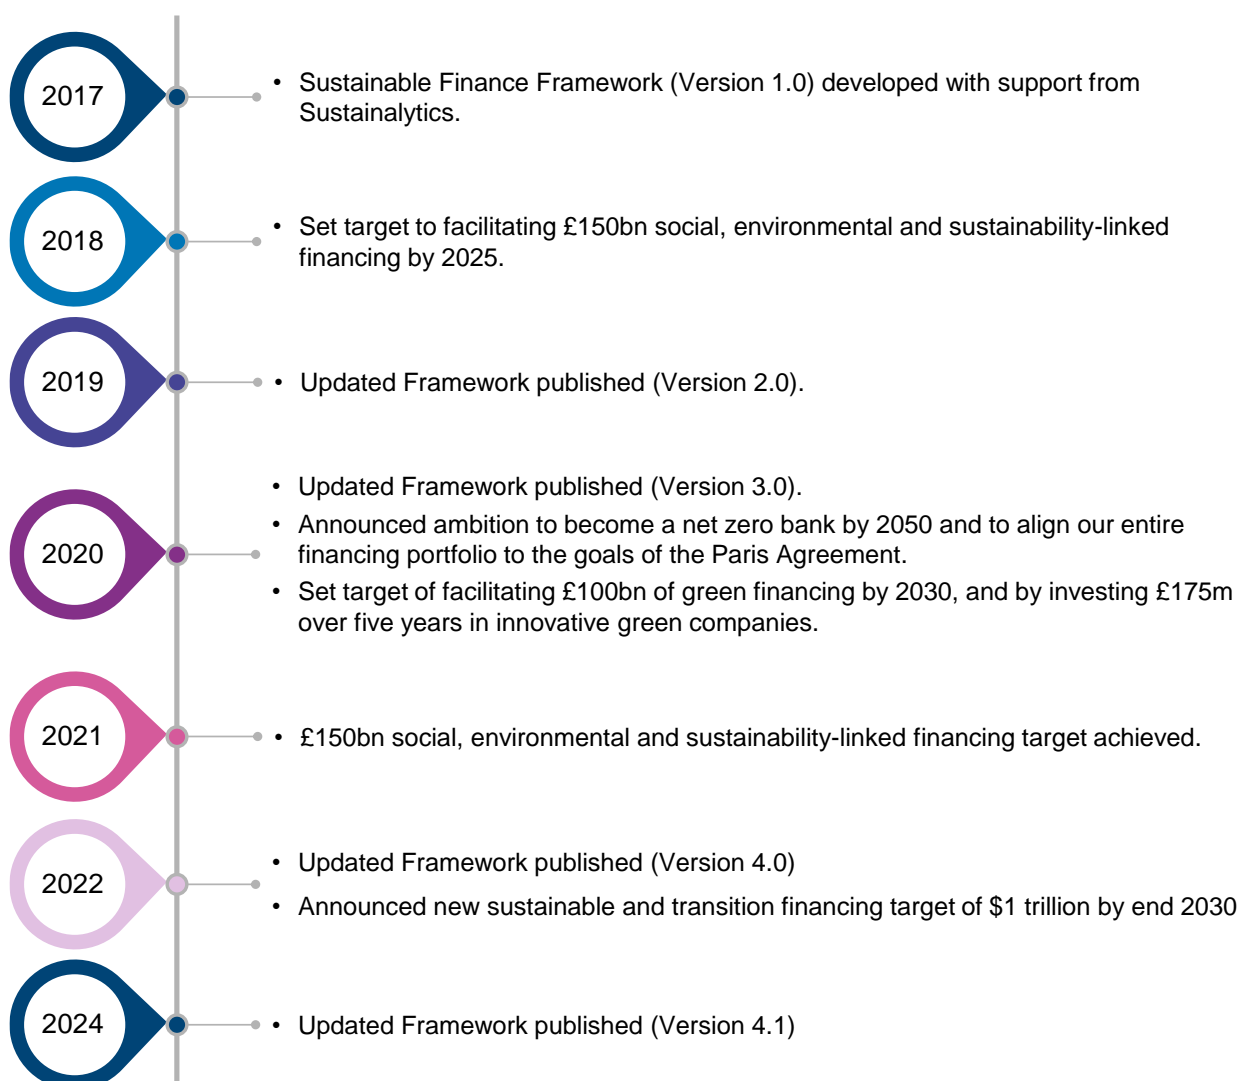 2017
• Sustainable Finance Framework (Version 1.0) developed with support from
Sustainalytics.
2018
• Set target to facilitating £150bn social, environmental and sustainability-linked
financing by 2025.
2019
• Updated Framework published (Version 2.0).
2020
• Updated Framework published (Version 3.0).
• Announced ambition to become a net zero bank by 2050 and to align our entire
financing portfolio to the goals of the Paris Agreement.
• Set target of facilitating £100bn of green financing by 2030, and by investing £175m
over five years in innovative green companies.
2021
• £150bn social, environmental and sustainability-linked financing target achieved.
2022
• Updated Framework published (Version 4.0)
• Announced new sustainable and transition financing target of $1 trillion by end 2030
2024
• Updated Framework published (Version 4.1)